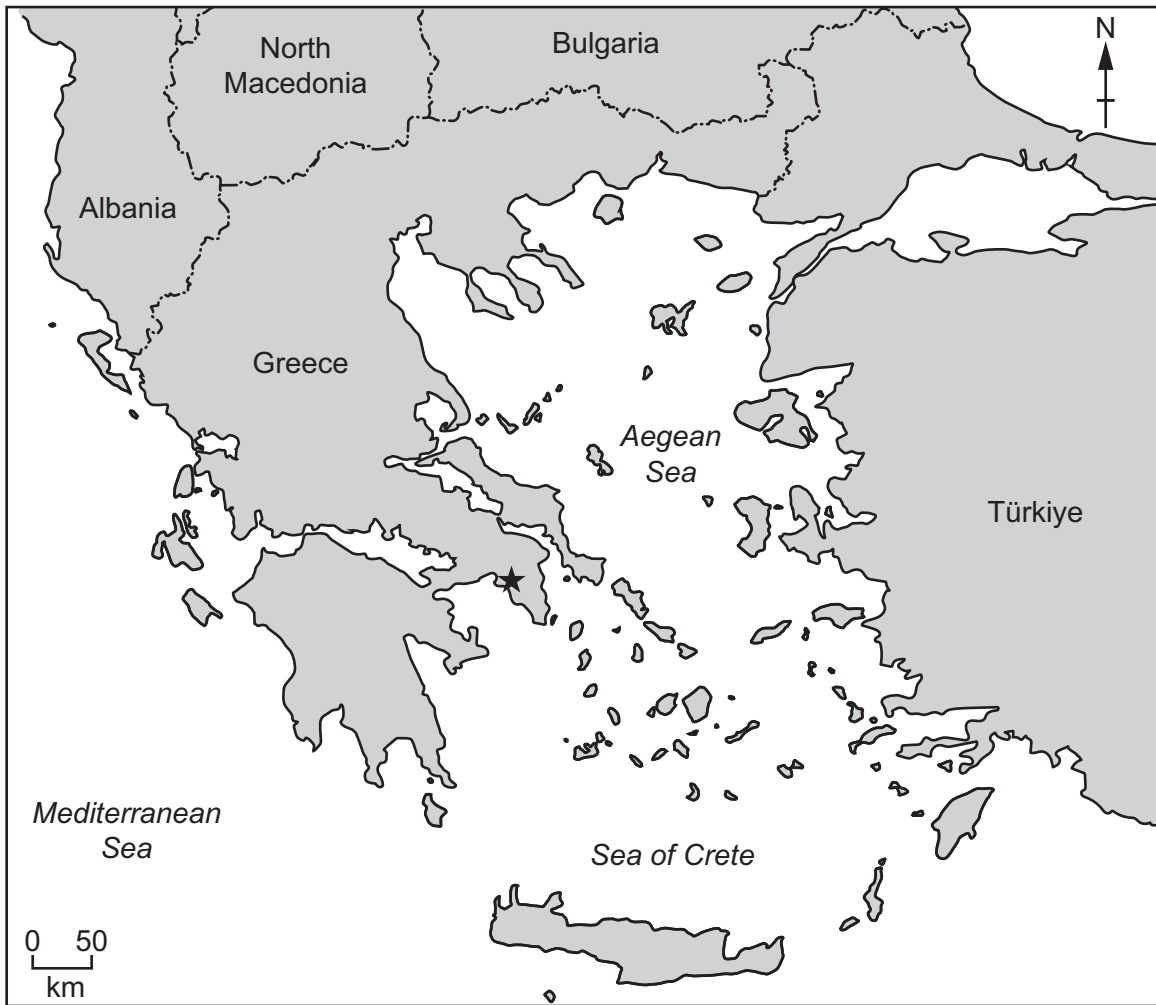 North
Macedonia
Bulgaria
N
Albania
Greece
Aegean
Sea
Türkiye
Mediterranean
Sea
Sea of Crete
0 50
km